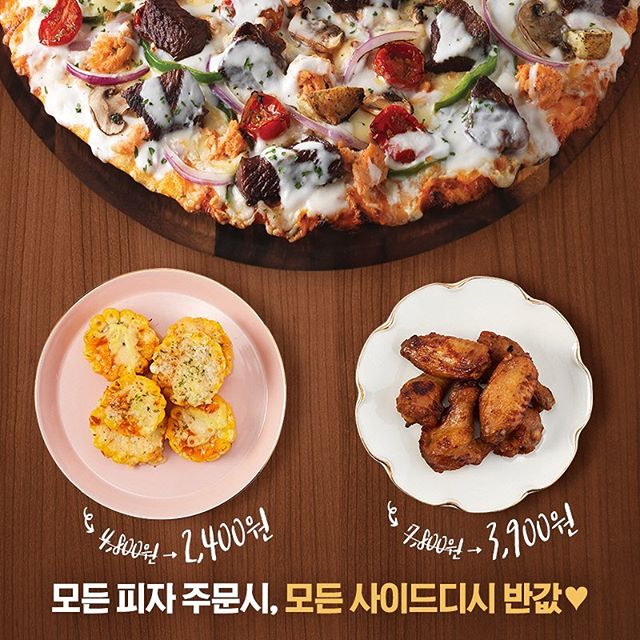 4,800원 → 2,400원
7,800원 → 3,900원
모든 피자 주문시, 모든 사이드디시 반값♥